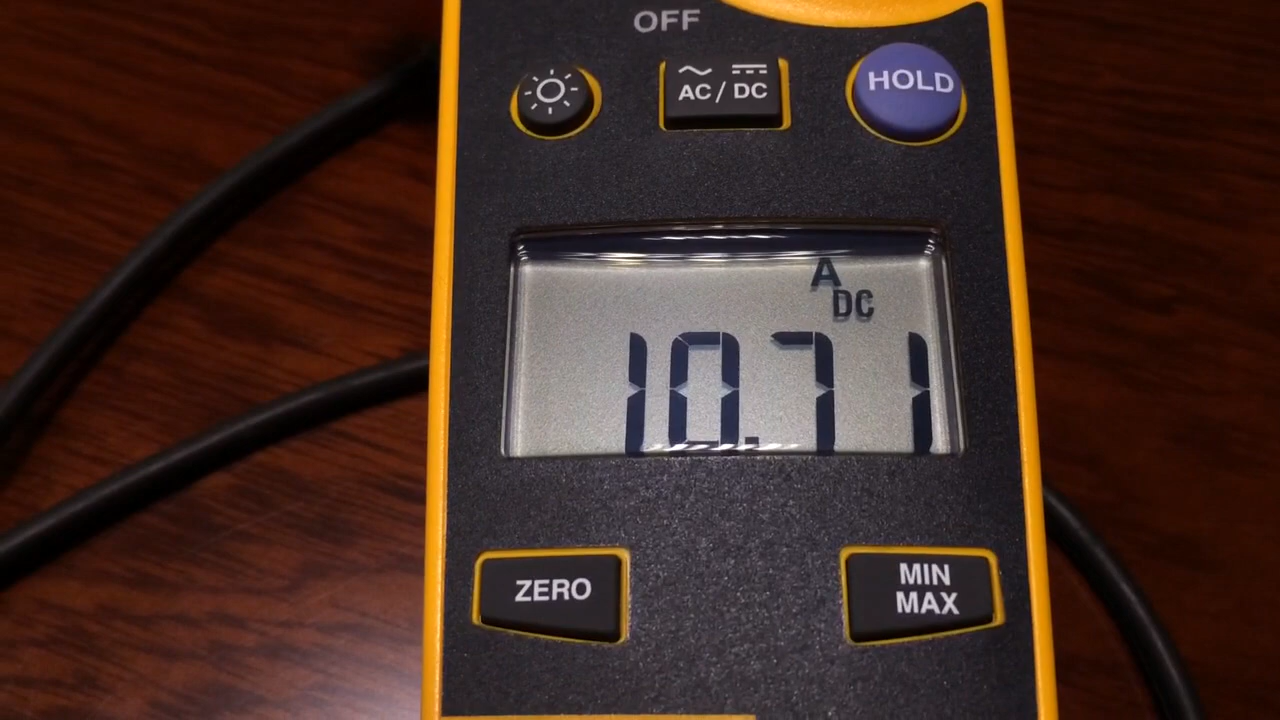 OFF
AC / DC
HOLD
A
DC
10.71
ZERO
MIN
MAX